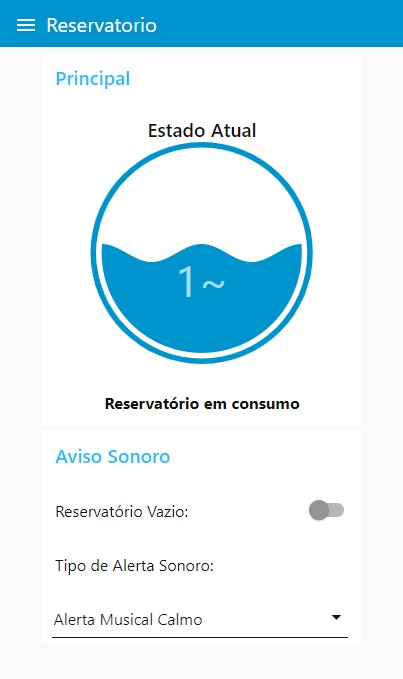 Reservatorio
Principal
Estado Atual
1~
Reservatório em consumo
Aviso Sonoro
Reservatório Vazio:
Tipo de Alerta Sonoro:
Alerta Musical Calmo